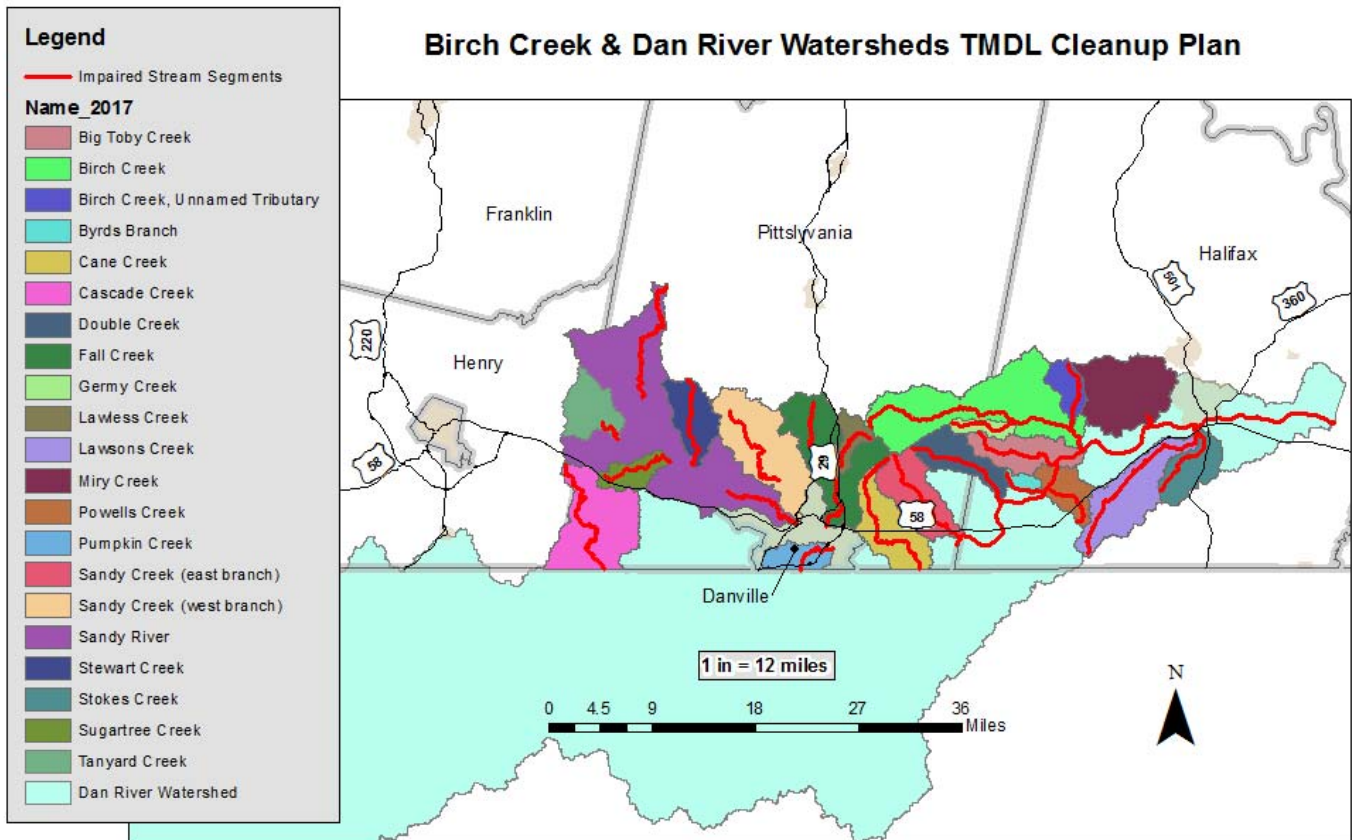 Birch Creek & Dan River Watersheds TMDL Cleanup Plan
Legend
Impaired Stream Segments
Name_2017
Big Toby Creek
Birch Creek
Birch Creek, Unnamed Tributary
Byrds Branch
Cane Creek
Cascade Creek
Double Creek
Fall Creek
Germy Creek
Lawless Creek
Lawsons Creek
Miry Creek
Powells Creek
Pumpkin Creek
Sandy Creek (east branch)
Sandy Creek (west branch)
Sandy River
Stewart Creek
Stokes Creek
Sugartree Creek
Tanyard Creek
Dan River Watershed
Franklin
Pittslyvania
Halifax
501
360
220
Henry
58
29
58
Danville
1 in = 12 miles
0 4.5 9 18 27 36
Miles
N